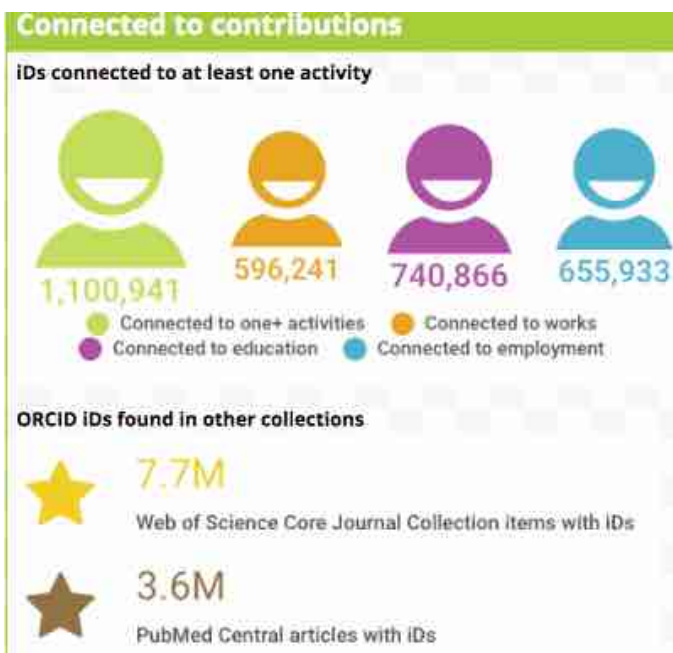 Connected to contributions
iDs connected to at least one activity
1,100,941 596,241 740,866 655,933
Connected to one+ activities Connected to works
Connected to education Connected to employment
ORCID iDs found in other collections
7.7M
Web of Science Core Journal Collection items with iDs
3.6M
PubMed Central articles with iDs